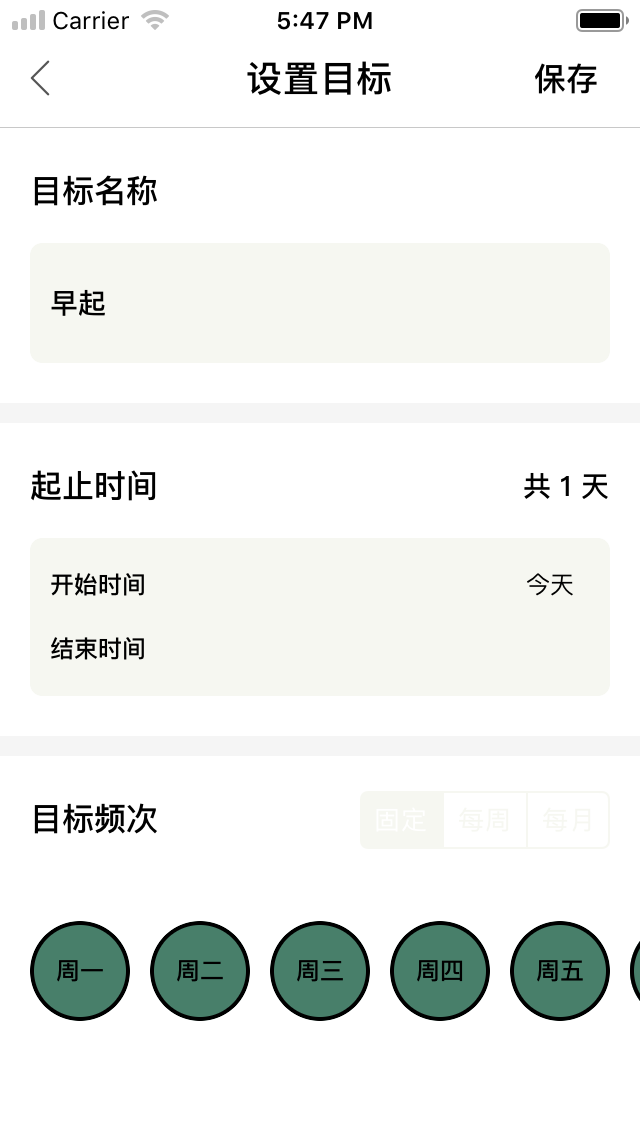 Carrier 5:47 PM
设置目标 保存
目标名称
早起
起止时间 共 1 天
开始时间 今天
结束时间
目标频次 固定 每周 每月
周一 周二 周三 周四 周五